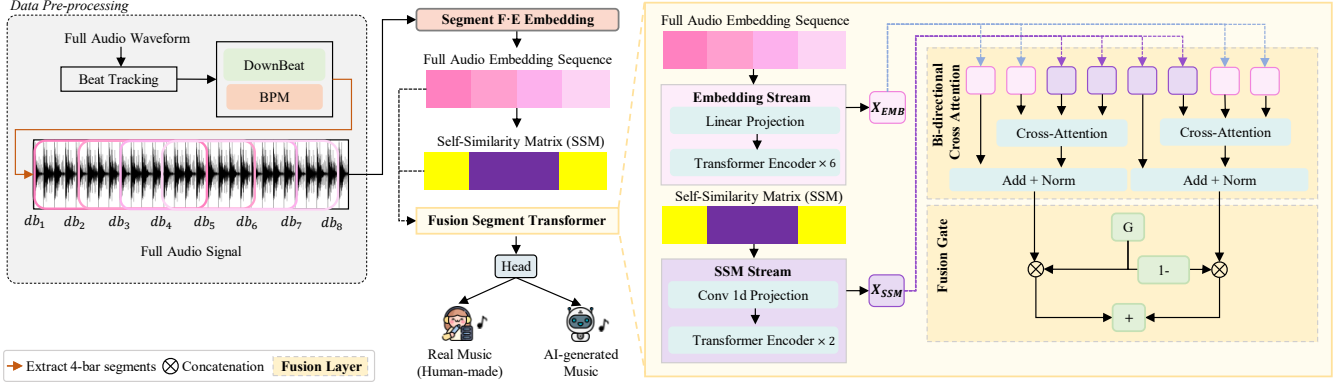 Data Pre-processing
Full Audio Waveform
Beat Tracking
DownBeat
BPM
db1 db2 db3 db4 db5 db6 db7 db8
Full Audio Signal
Extract 4-bar segments
Concatenation
Fusion Layer
Segment F·E Embedding
Full Audio Embedding Sequence
Self-Similarity Matrix (SSM)
Fusion Segment Transformer
Head
Real Music
(Human-made)
AI-generated
Music
Full Audio Embedding Sequence
Embedding Stream
Linear Projection
Transformer Encoder × 6
XEMB
Self-Similarity Matrix (SSM)
SSM Stream
Conv 1d Projection
Transformer Encoder × 2
XSSM
Bi-directional
Cross Attention
Cross-Attention
Cross-Attention
Add + Norm
Add + Norm
Fusion Gate
G
1-
+